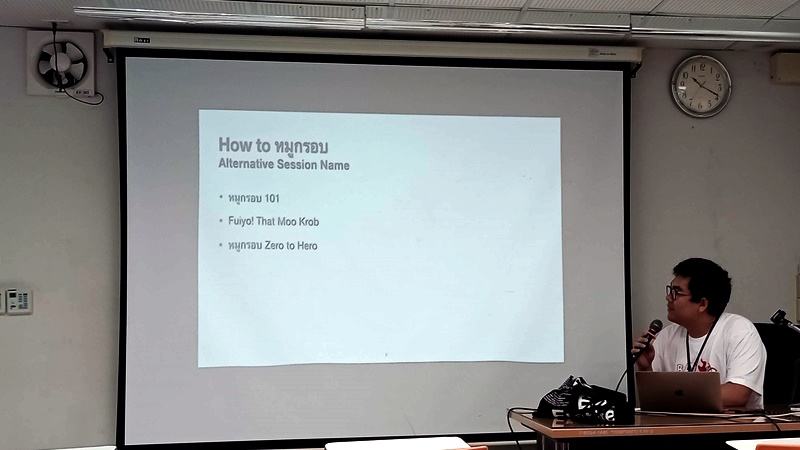 How to หมูกรอบ
Alternative Session Name
• หมูกรอบ 101
• Fuiyo! That Moo Krob
• หมูกรอบ Zero to Hero